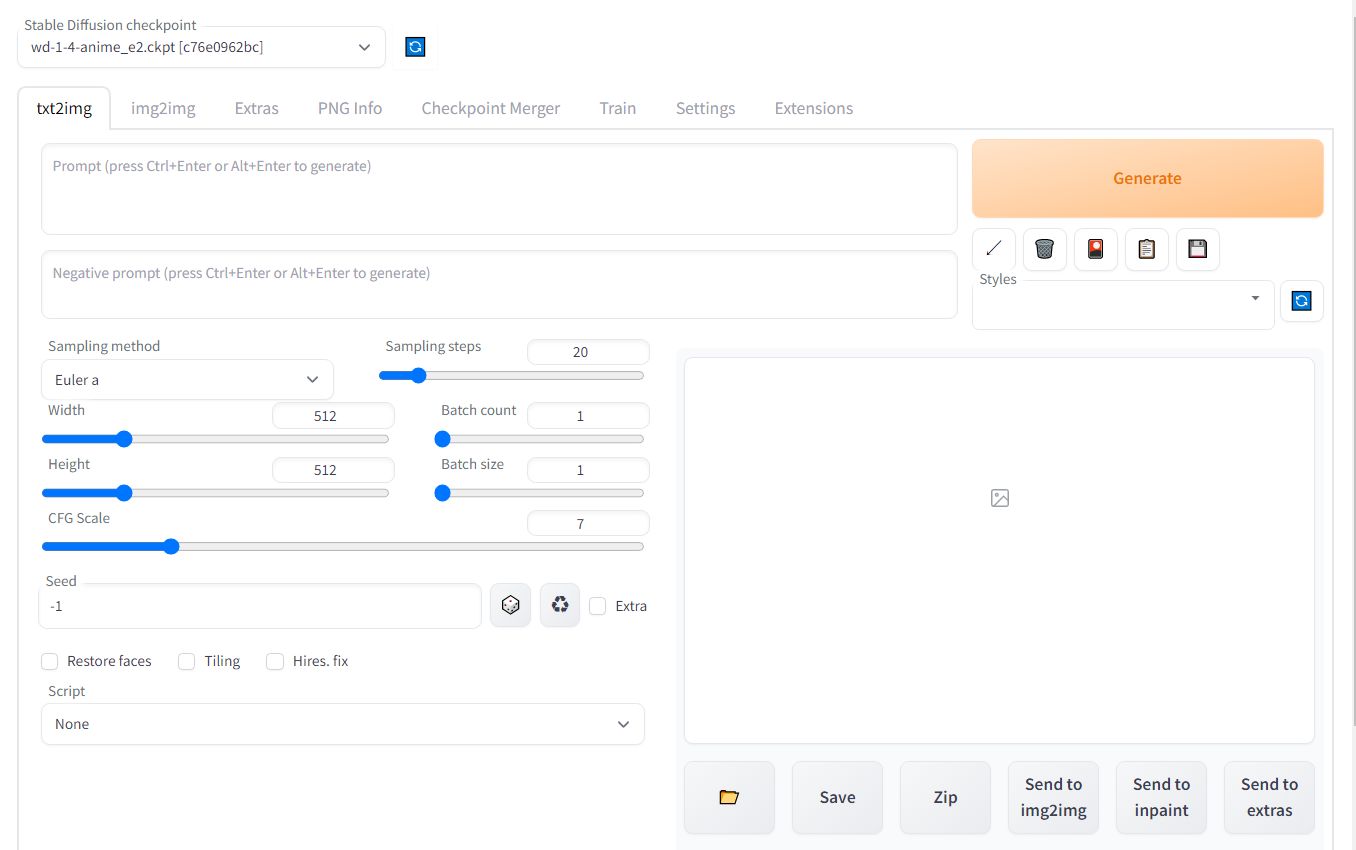 Stable Diffusion checkpoint
wd-1-4-anime_e2.ckpt [c76e0962bc]
txt2img
img2img
Extras
PNG Info
Checkpoint Merger
Train
Settings
Extensions
Prompt (press Ctrl+Enter or Alt+Enter to generate)
Generate
Negative prompt (press Ctrl+Enter or Alt+Enter to generate)
Styles
Sampling method
Euler a
Sampling steps
20
Width
512
Batch count
1
Height
512
Batch size
1
CFG Scale
7
Seed
-1
Extra
Restore faces
Tiling
Hires. fix
Script
None
Save
Zip
Send to
img2img
Send to
inpaint
Send to
extras